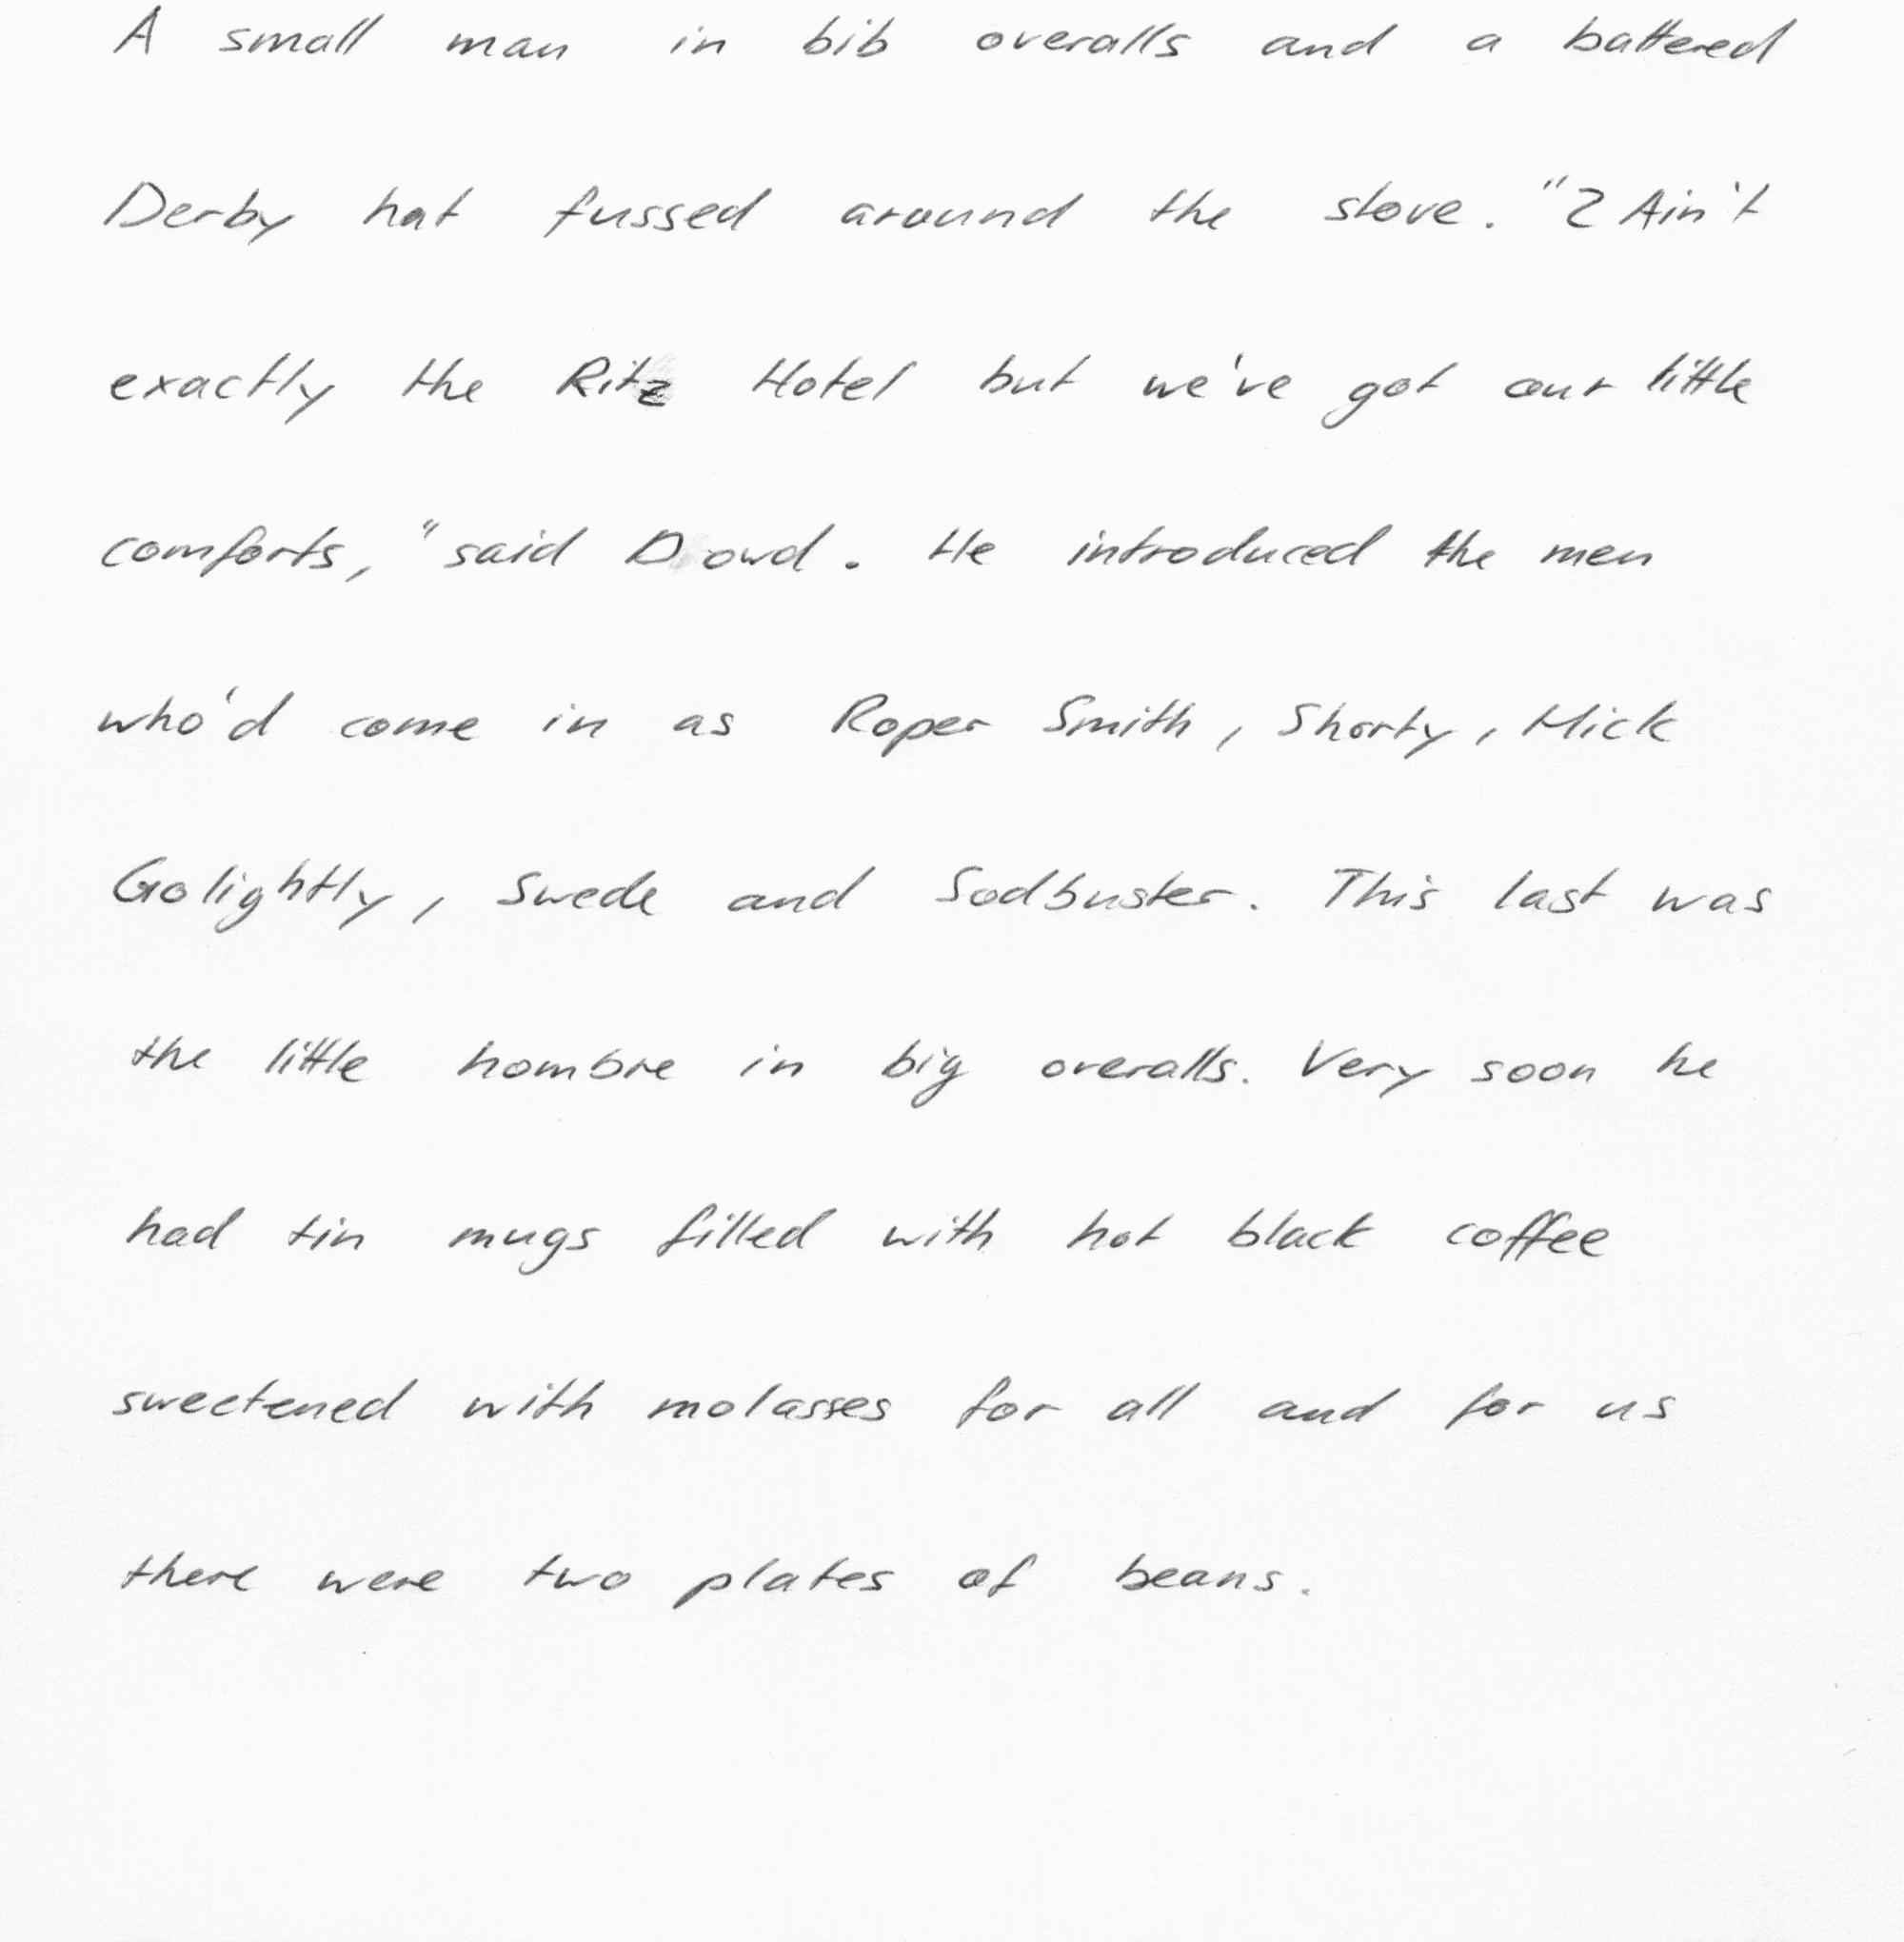 A small man in bib overalls and a battered
Derby hat fussed around the stove. "2 Ain't
exactly the Ritz Hotel but we've got our little
comforts," said Dowd. He introduced the men
who'd come in as Roper Smith, Shorty, Mick
Golightly, Swede and Sodbuster. This last was
the little hombre in big overalls. Very soon he
had tin mugs filled with hot black coffee
sweetened with molasses for all and for us
there were two plates of beans.